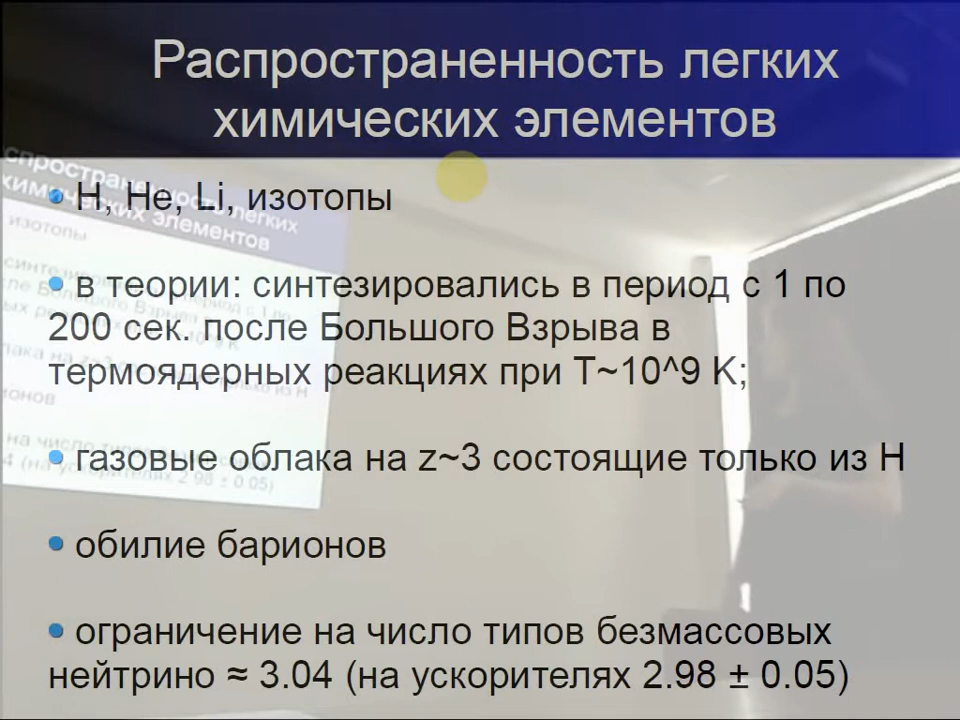 Распространенность легких
химических элементов
H, He, Li, изотопы
в теории: синтезировались в период с 1 по
200 сек. после Большого Взрыва в
термоядерных реакциях при T~10^9 K;
газовые облака на z~3 состоящие только из H
обилие барионов
ограничение на число типов безмассовых
нейтрино ≈ 3.04 (на ускорителях 2.98 ± 0.05)